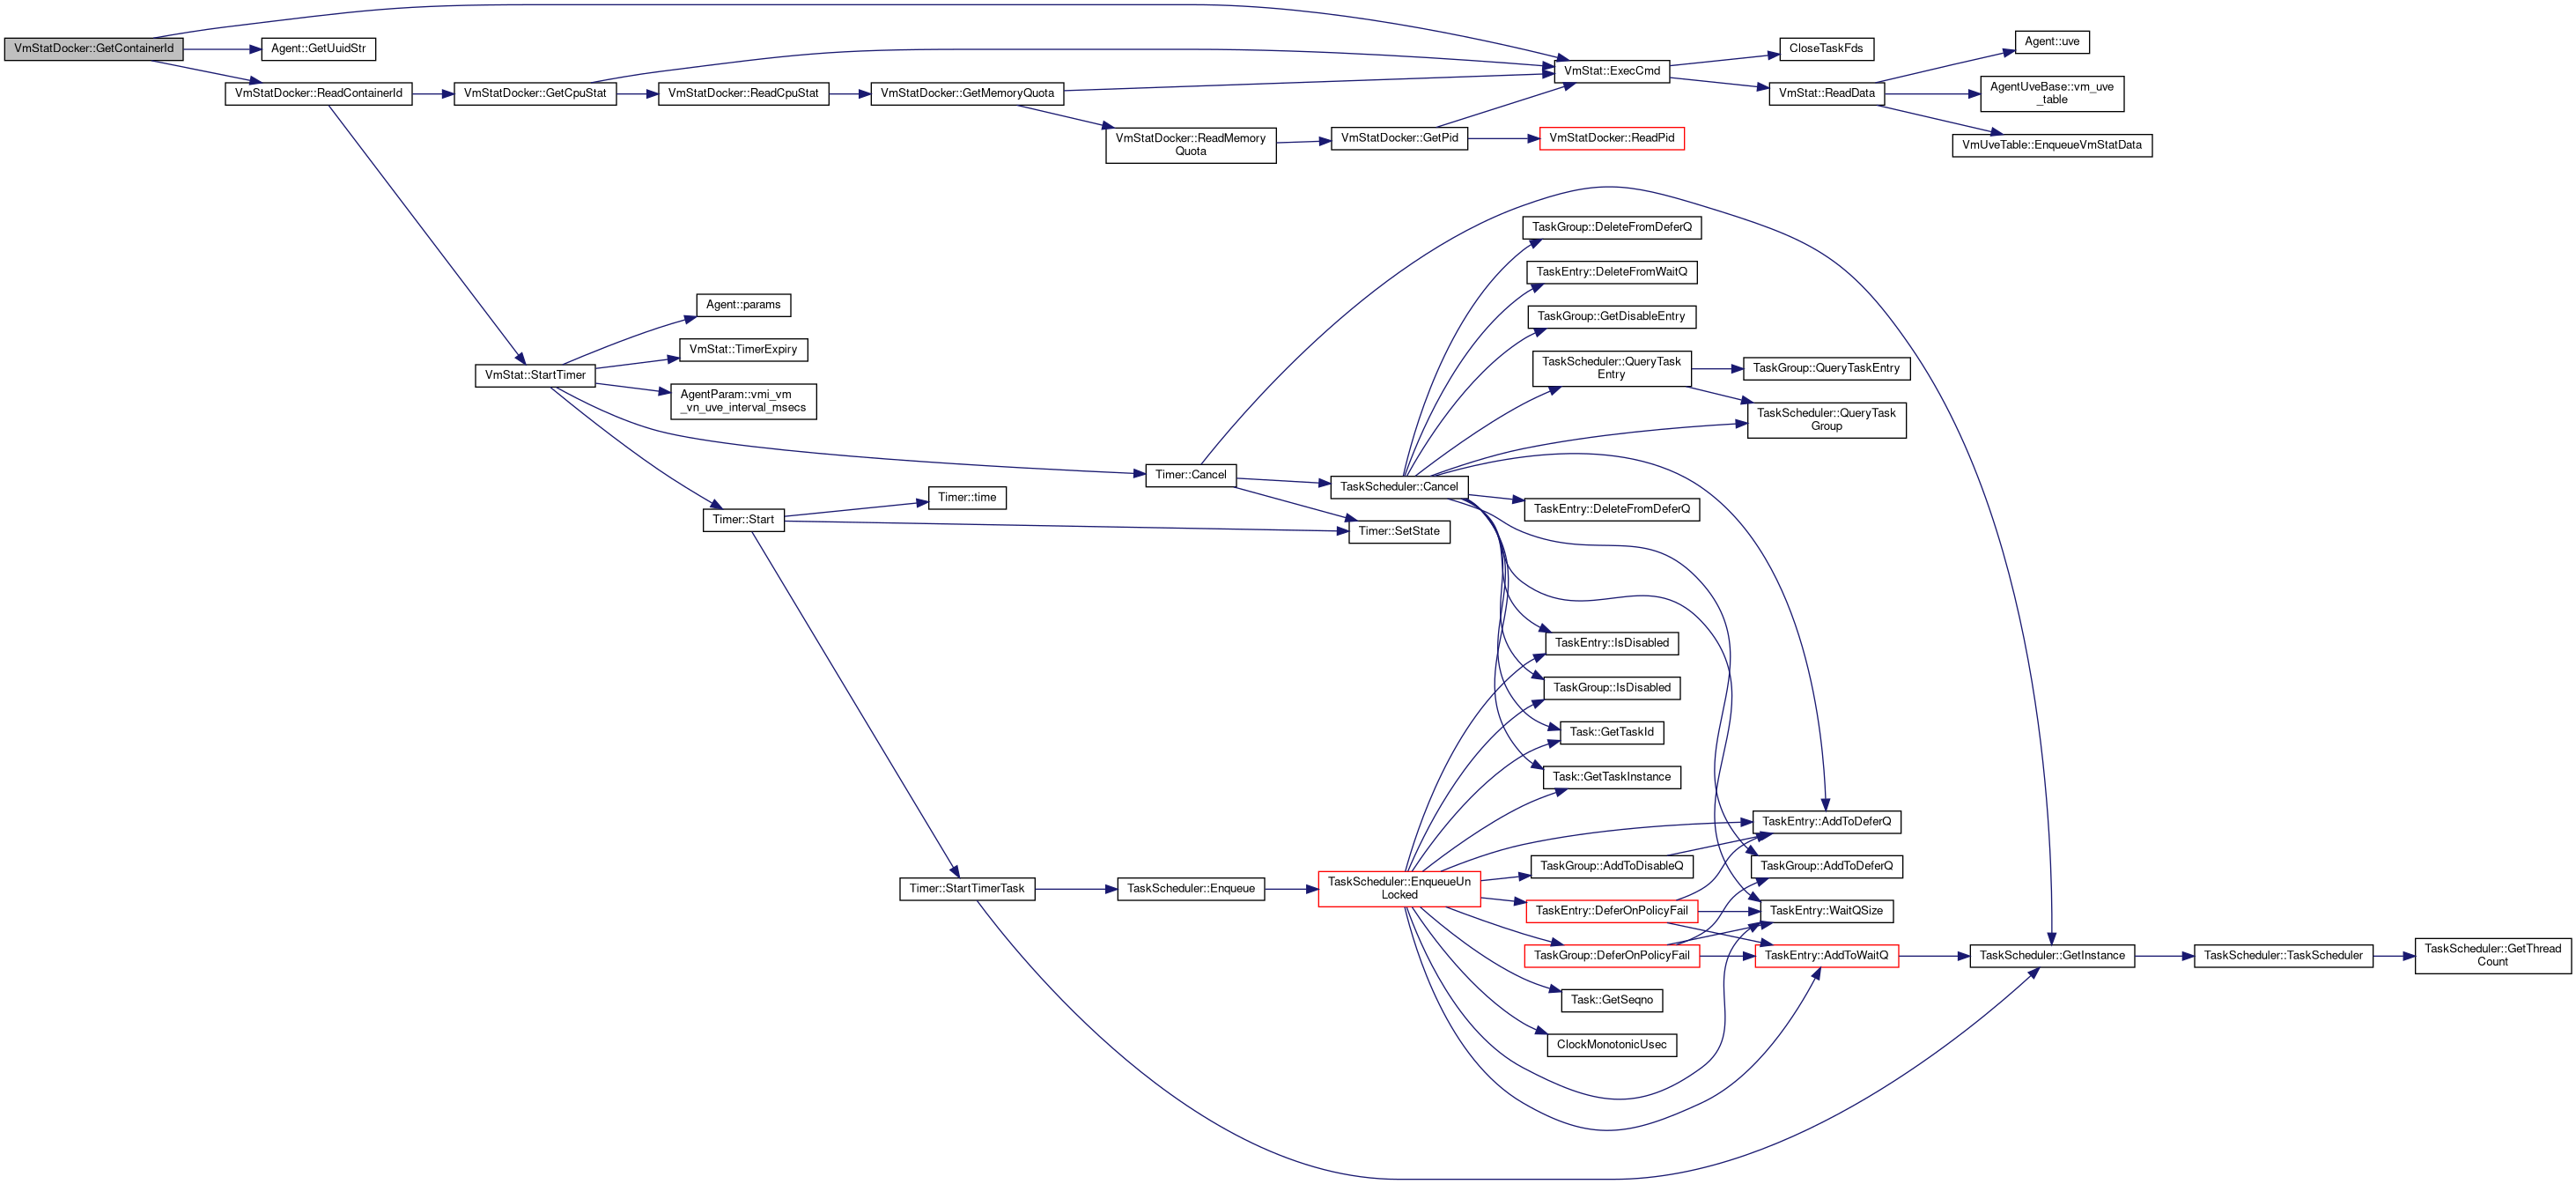 VmStatDocker::GetContainerId
Agent::GetUuidStr
VmStatDocker::ReadContainerId
VmStatDocker::GetCpuStat
VmStatDocker::ReadCpuStat
VmStatDocker::GetMemoryQuota
VmStatDocker::ReadMemory
Quota
VmStatDocker::GetPid
VmStatDocker::ReadPid
VmStat::ExecCmd
CloseTaskFds
VmStat::ReadData
Agent::uve
AgentUveBase::vm_uve
_table
VmUveTable::EnqueueVmStatData
VmStat::StartTimer
Agent::params
VmStat::TimerExpiry
AgentParam::vmi_vm
_vn_uve_interval_msecs
Timer::Cancel
Timer::Start
Timer::time
Timer::SetState
TaskScheduler::Cancel
TaskGroup::DeleteFromDeferQ
TaskEntry::DeleteFromWaitQ
TaskGroup::GetDisableEntry
TaskScheduler::QueryTask
Entry
TaskGroup::QueryTaskEntry
TaskScheduler::QueryTask
Group
TaskEntry::DeleteFromDeferQ
TaskEntry::IsDisabled
TaskGroup::IsDisabled
Task::GetTaskId
Task::GetTaskInstance
TaskEntry::AddToDeferQ
TaskGroup::AddToDeferQ
TaskEntry::WaitQSize
Timer::StartTimerTask
TaskScheduler::Enqueue
TaskScheduler::EnqueueUn
Locked
TaskGroup::AddToDisableQ
TaskEntry::DeferOnPolicyFail
TaskGroup::DeferOnPolicyFail
TaskEntry::AddToWaitQ
Task::GetSeqno
ClockMonotonicUsec
TaskScheduler::GetInstance
TaskScheduler::TaskScheduler
TaskScheduler::GetThread
Count